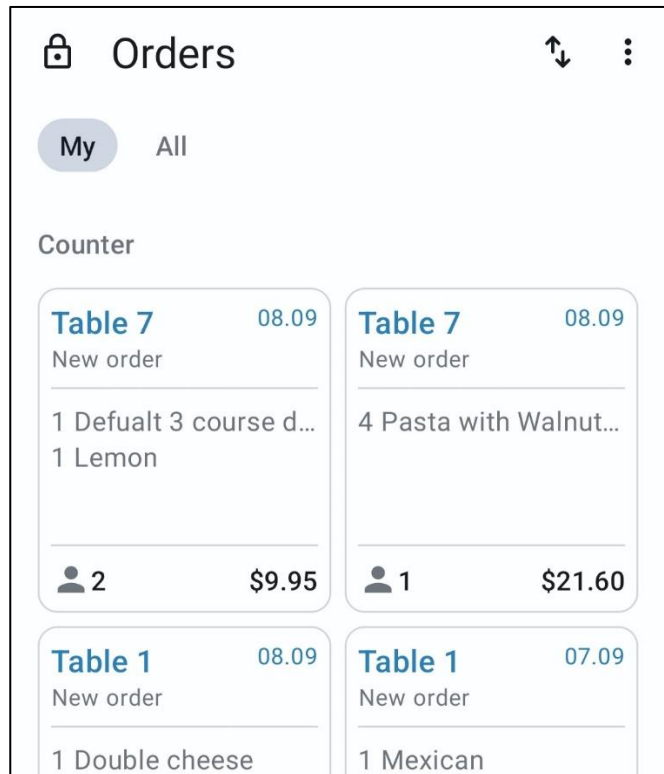 Orders
My All
Counter
Table 7 08.09
New order
1 Defualt 3 course d...
1 Lemon
2 $9.95
Table 7 08.09
New order
4 Pasta with Walnut...
1 $21.60
Table 1 08.09
New order
1 Double cheese
Table 1 07.09
New order
1 Mexican